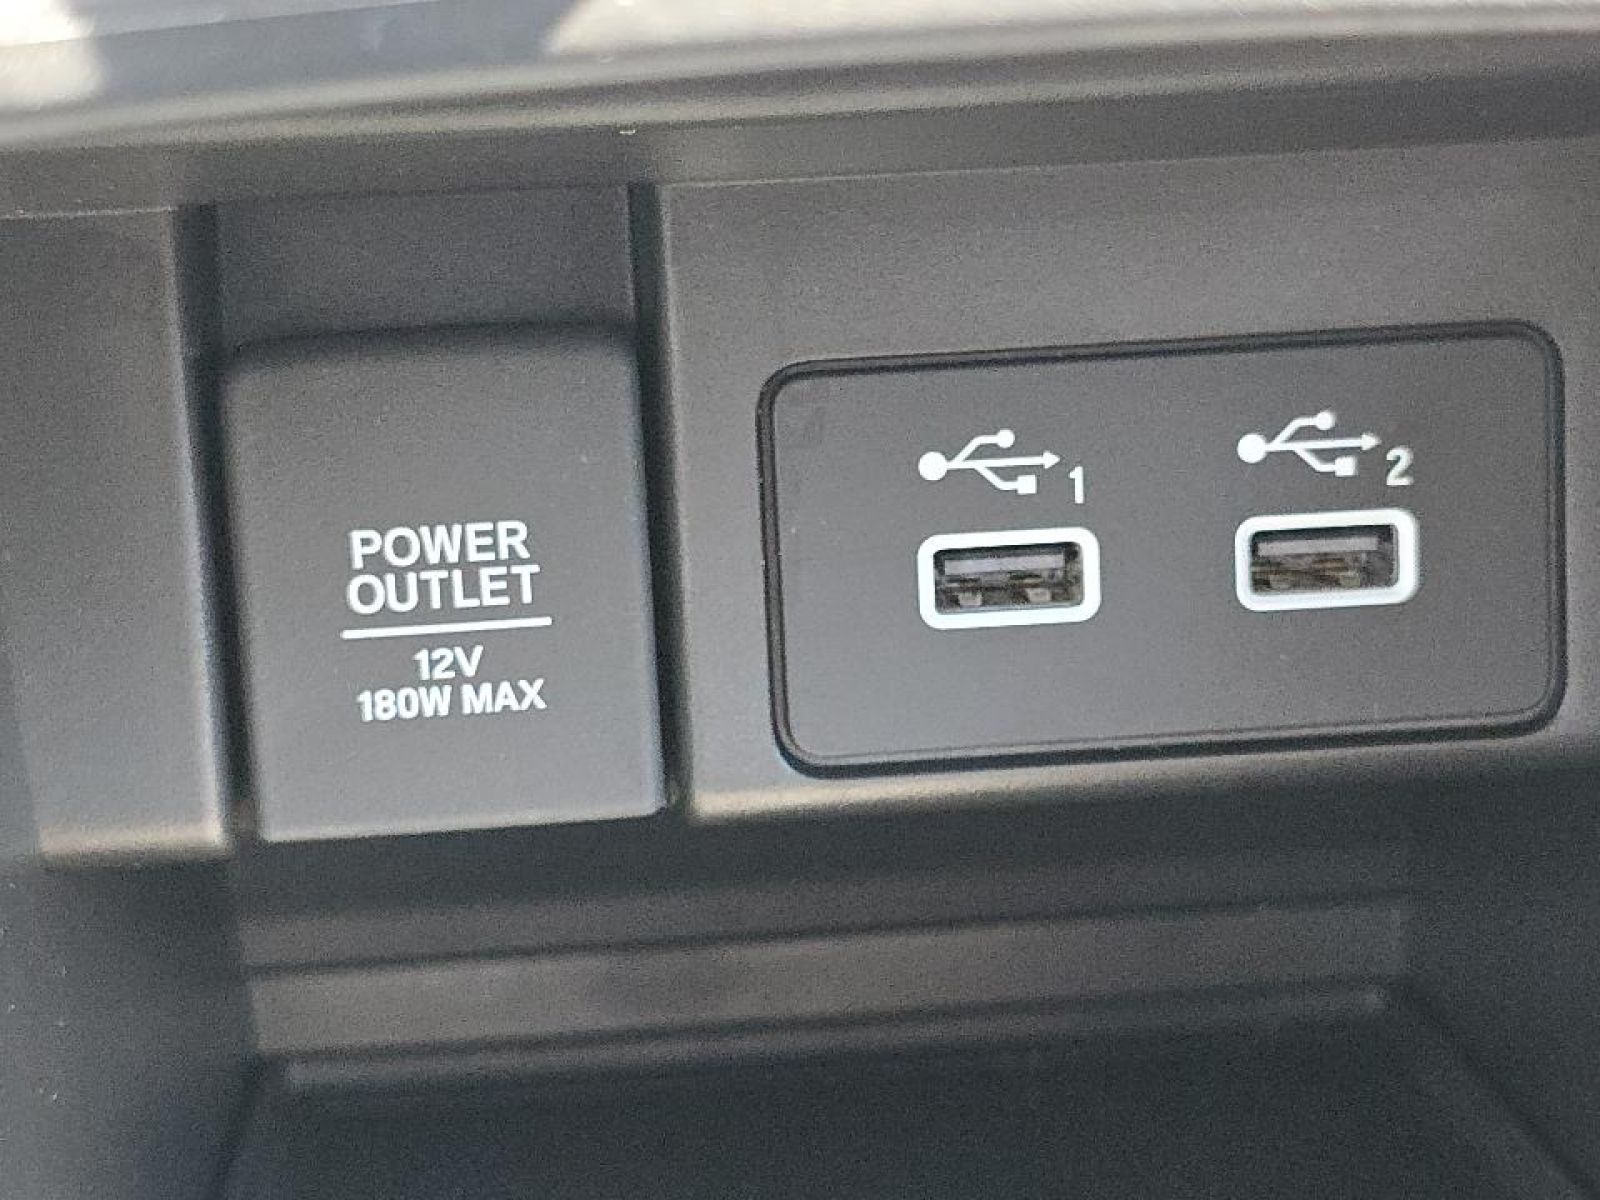 POWER
OUTLET
12V
180W MAX
1
2